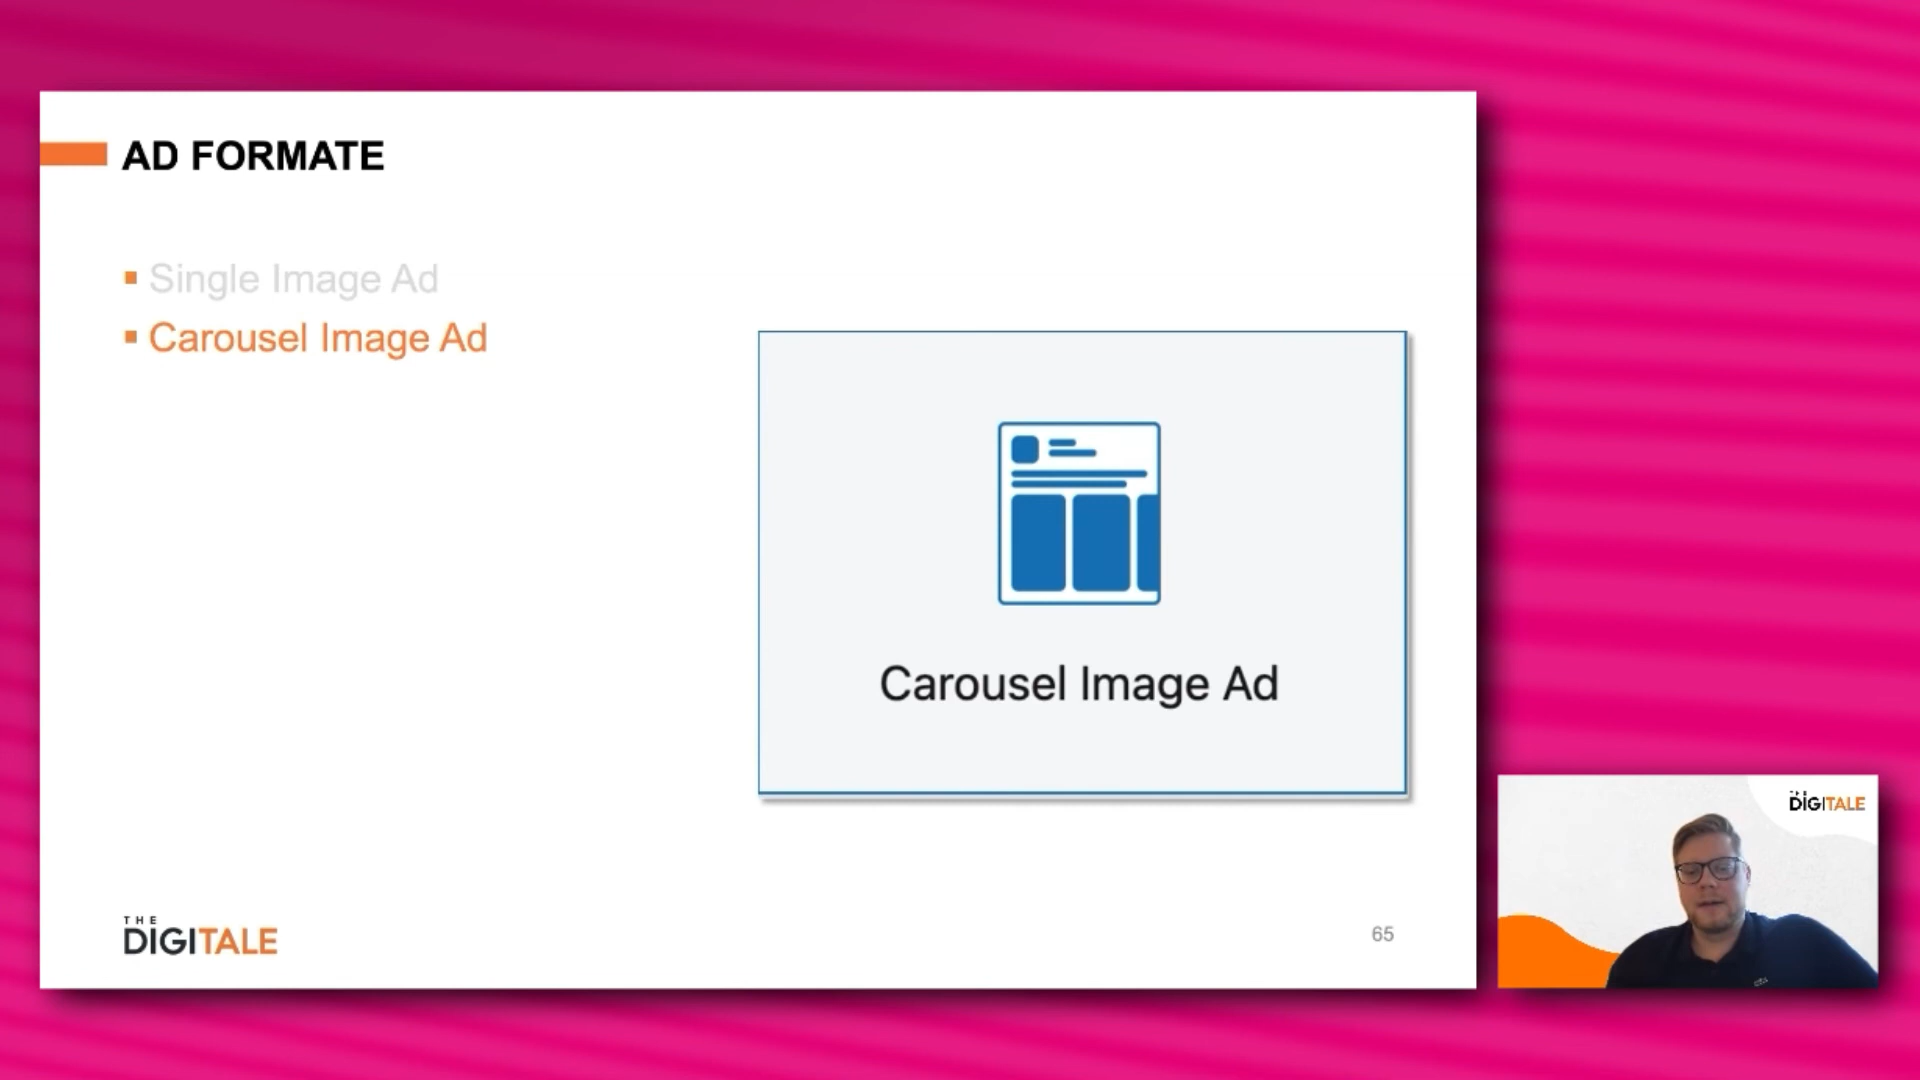 AD FORMATE
Single Image Ad
Carousel Image Ad
Carousel Image Ad
THE
DIGITALE
65
DIGITALE